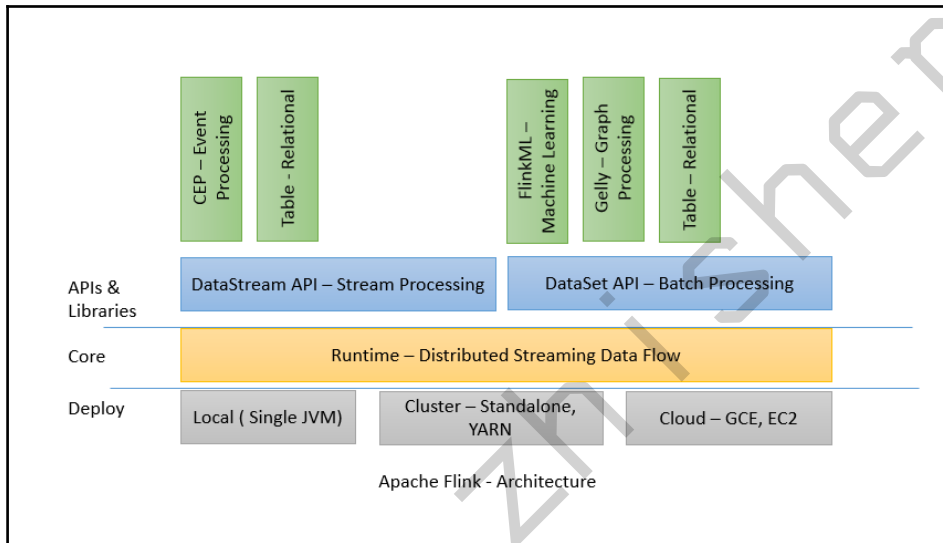 CEP – Event
Processing
Table - Relational
FlinkML –
Machine Learning
Gelly – Graph
Processing
Table – Relational
APIs &
Libraries
DataStream API – Stream Processing
DataSet API – Batch Processing
Core
Runtime – Distributed Streaming Data Flow
Deploy
Local ( Single JVM)
Cluster – Standalone,
YARN
Cloud – GCE, EC2
Apache Flink - Architecture
zhisher